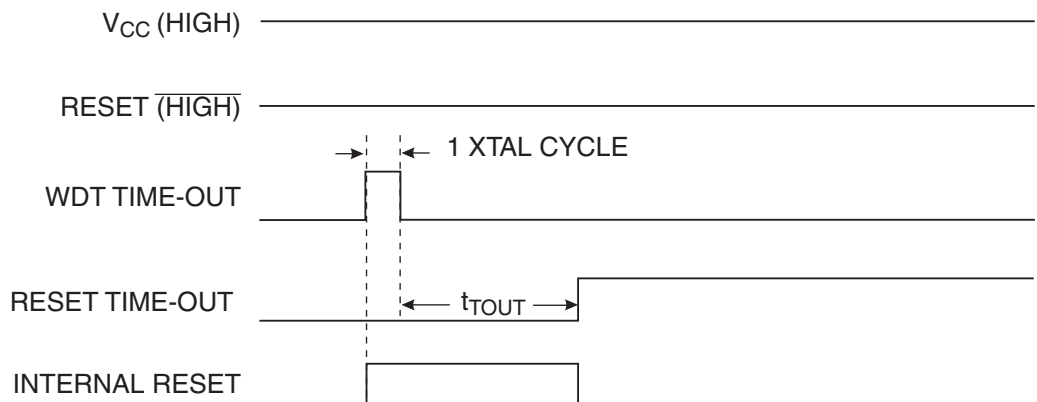 VCC (HIGH)
RESET (HIGH)
1 XTAL CYCLE
WDT TIME-OUT
RESET TIME-OUT
tTOUT
INTERNAL RESET